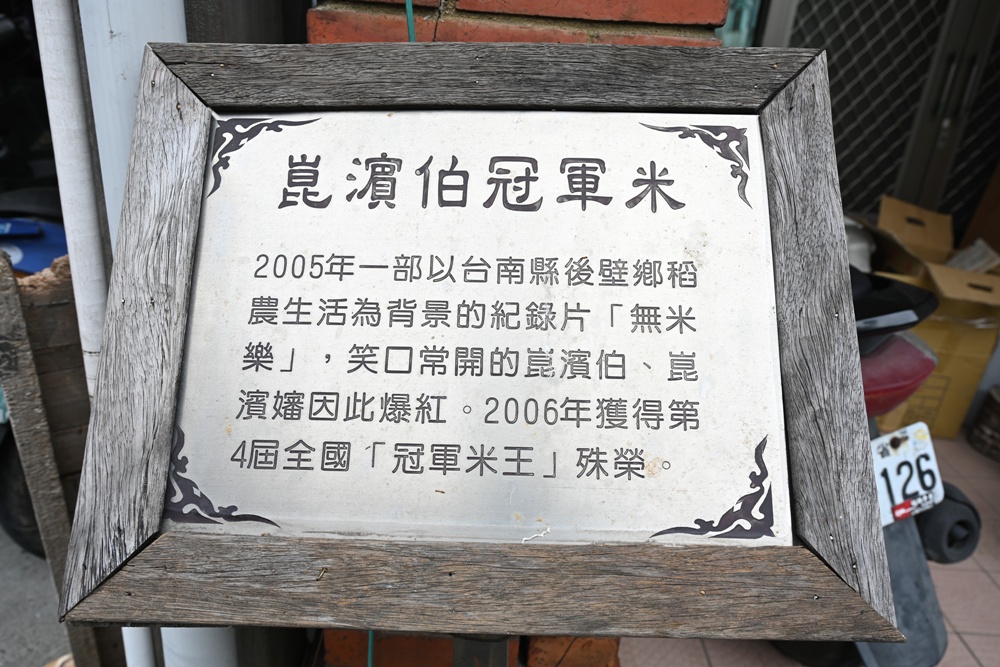 崑濱伯冠軍米
2005年一部以台南縣後壁鄉稻
農生活為背景的紀錄片「無米
樂」，笑口常開的崑濱伯、崑
濱嬸因此爆紅。2006年獲得第
4屆全國「冠軍米王」殊榮。
126